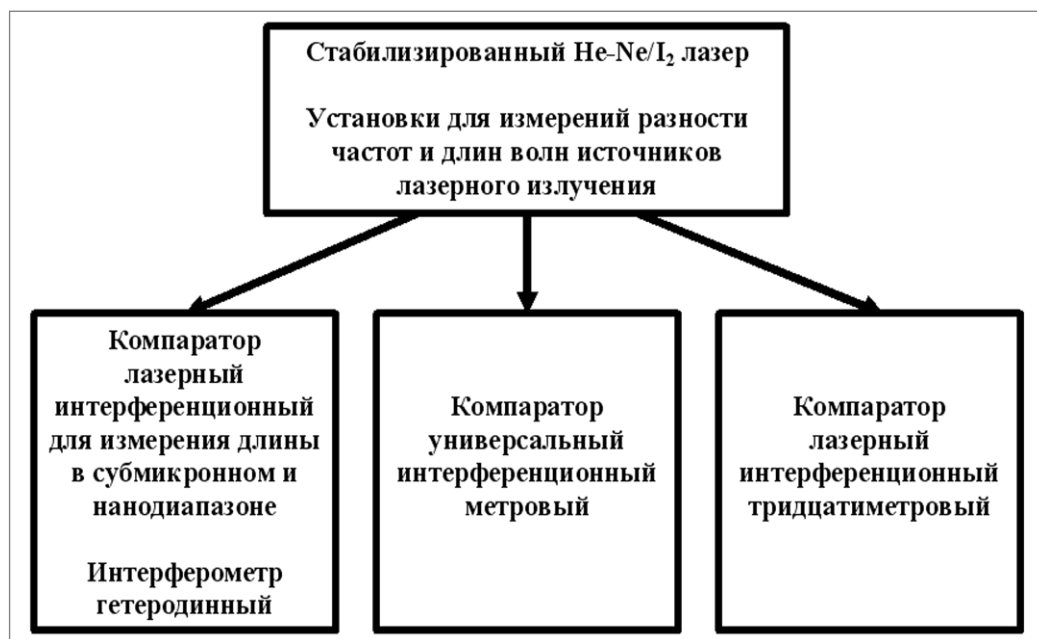 Стабилизированный He-Ne/I₂ лазер
Установки для измерений разности
частот и длин волн источников
лазерного излучения
Компаратор
лазерный
интерференционный
для измерения длины
в субмикронном и
нанодиапазоне
Интерферометр
гетеродинный
Компаратор
универсальный
интерференционный
метровый
Компаратор
лазерный
интерференционный
тридцатиметровый